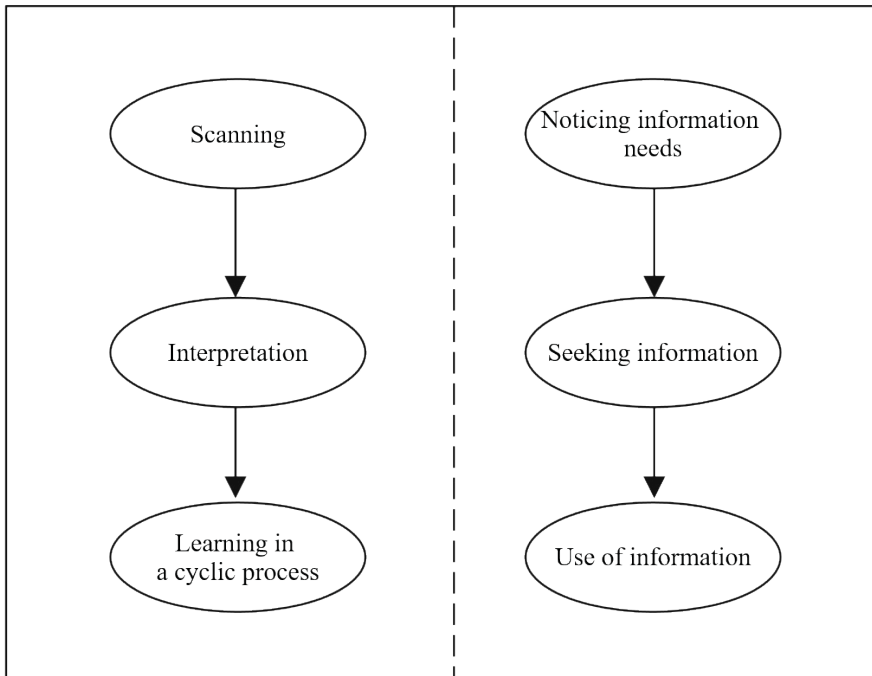 Scanning
Interpretation
Learning in
a cyclic process
Noticing information
needs
Seeking information
Use of information